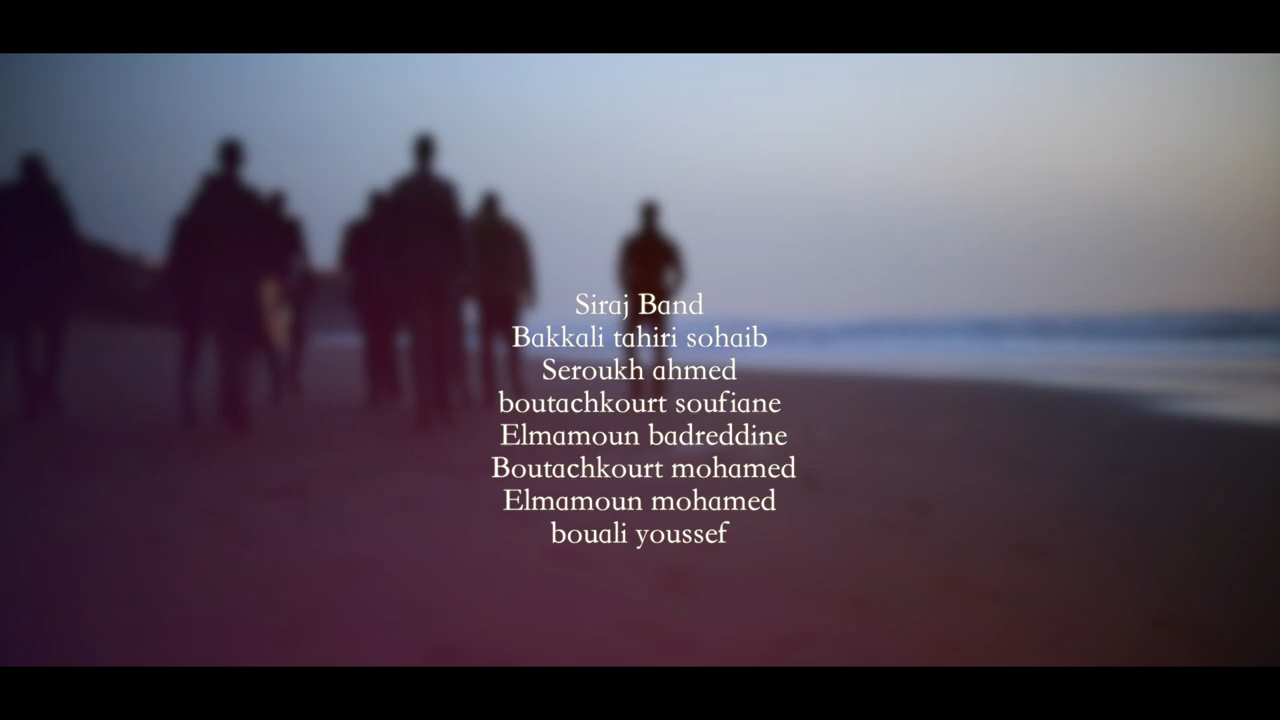 Siraj Band
Bakkali tahiri sohaib
Seroukh ahmed
boutachkourt soufiane
Elmamoun badreddine
Boutachkourt mohamed
Elmamoun mohamed
bouali youssef